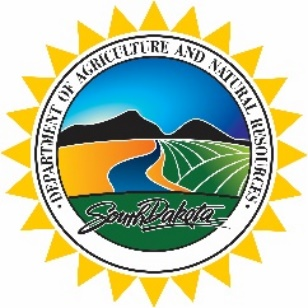 ·DEPARTMENT OF AGRICULTURE AND NATURAL RESOURCES·
South Dakota